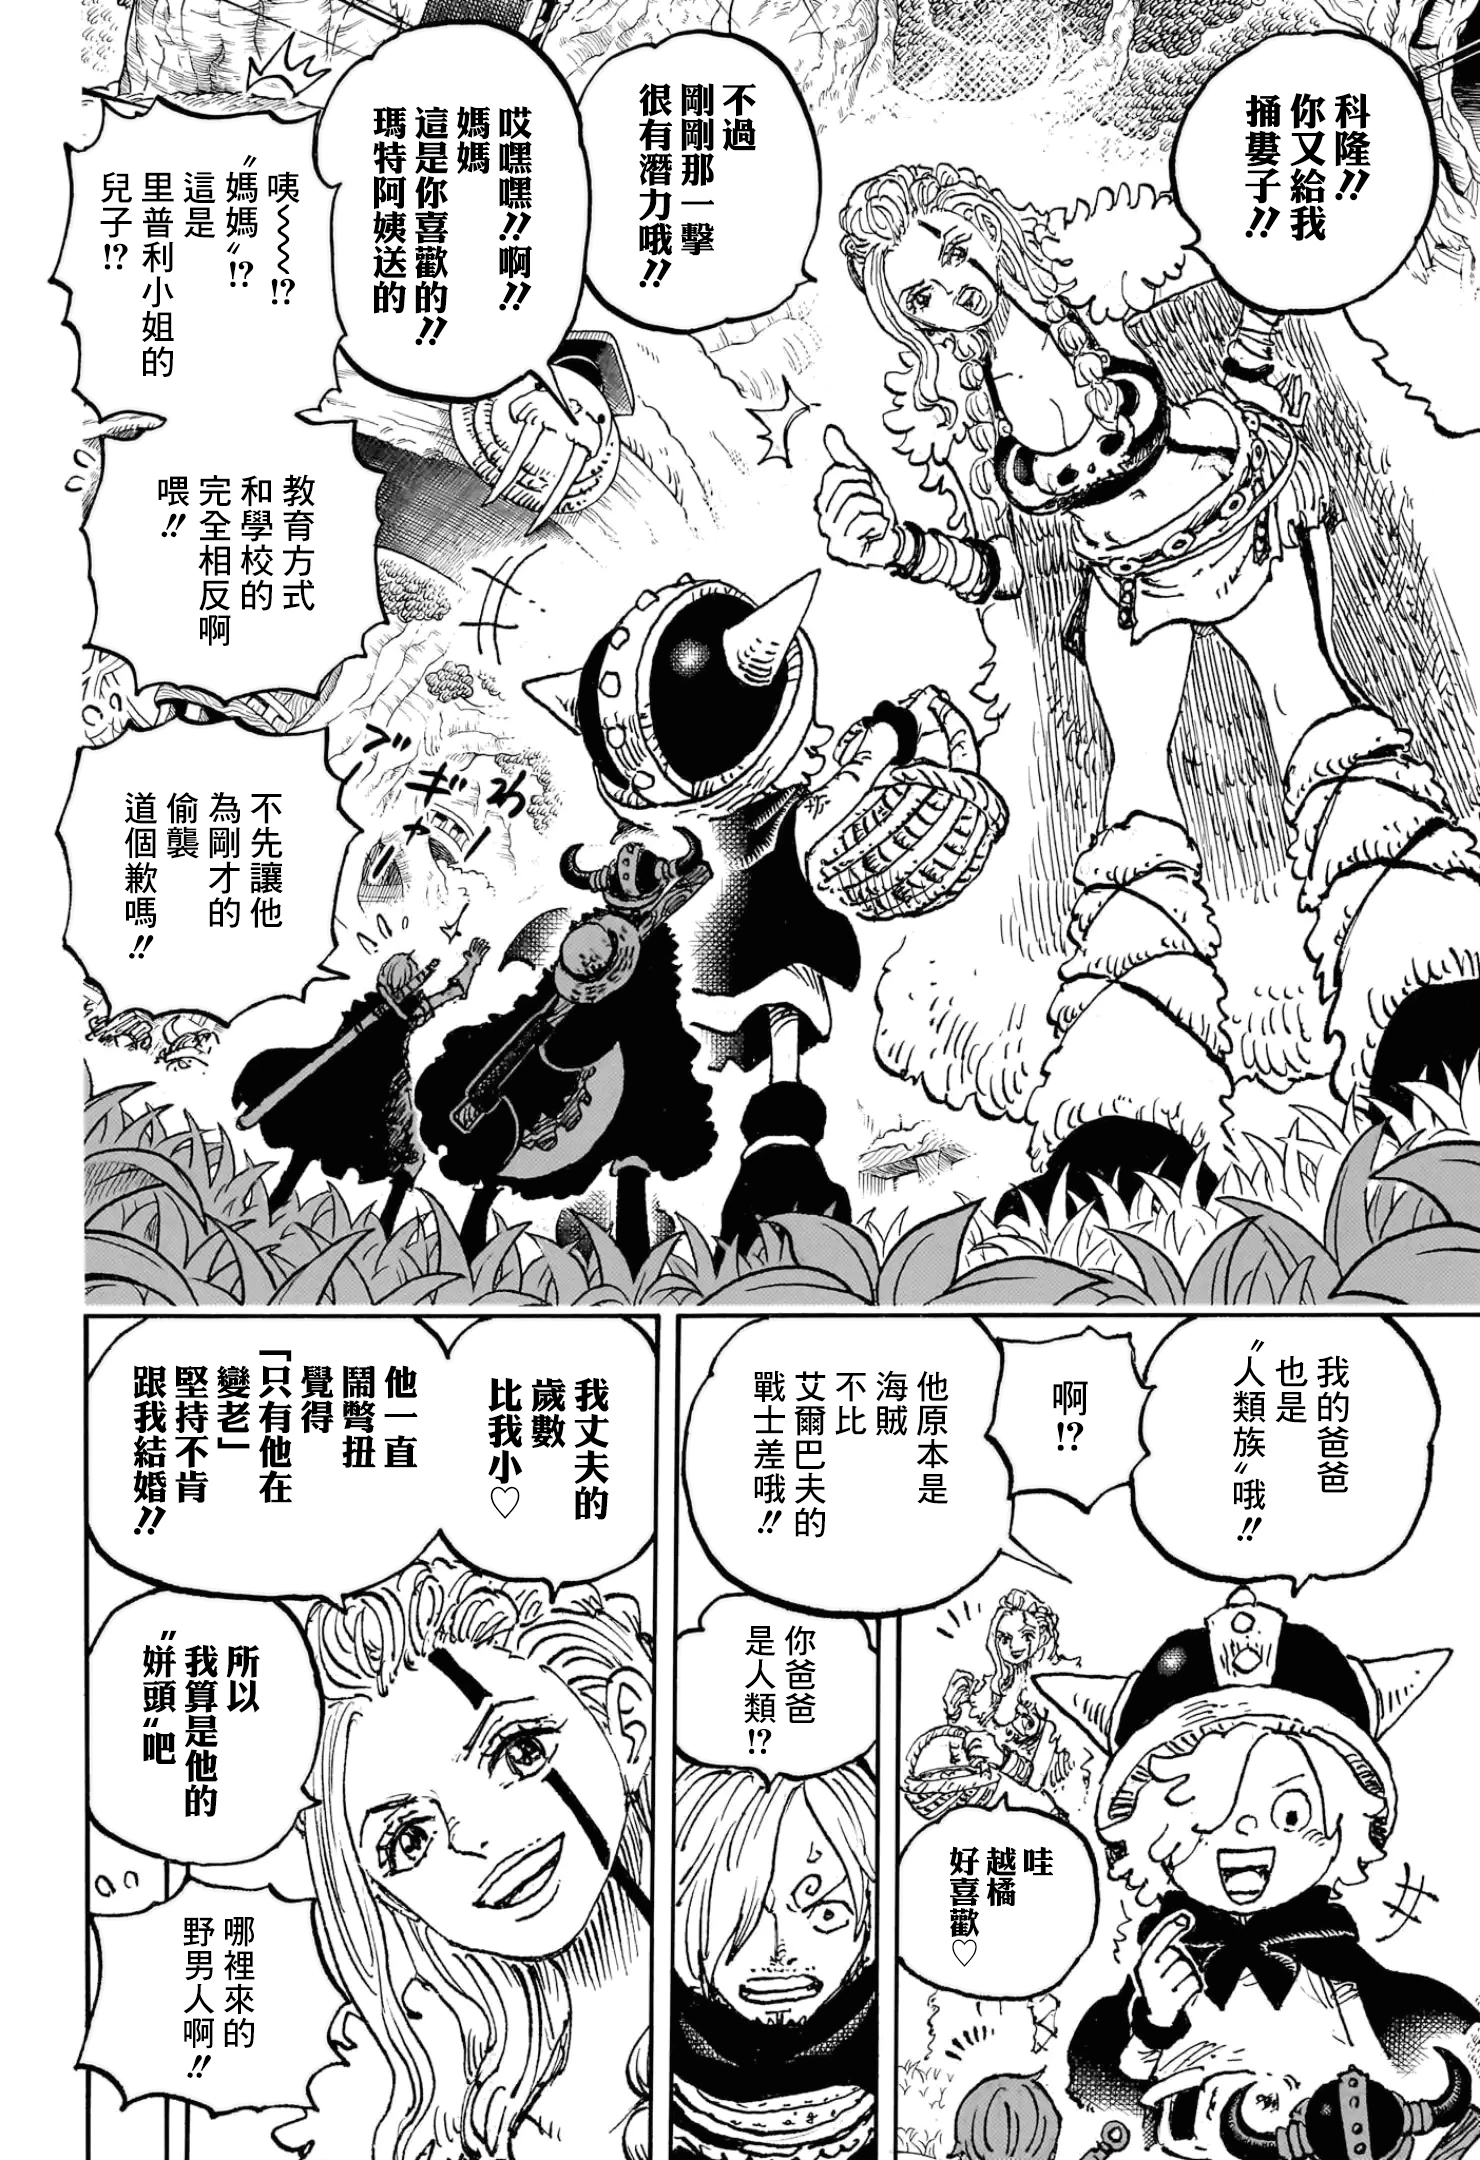 科隆!!
你又給我
捅婁子!!
不過
剛剛那一擊
很有潛力哦!!
哎嘿嘿!!啊!!
媽媽
這是你喜歡的!!
瑪特阿姨送的
咦~~~!?
〝媽媽〞!?
這是
里普利小姐的
兒子!?
教育方式
和學校的
完全相反啊
喂!!
不先讓他
為剛才的
偷襲
道個歉嗎!!
ギャー
ギャー
わー
我的爸爸
也是
〝人類族〞哦!!
啊!?
他原本是
海賊
不比
艾爾巴夫的
戰士差哦!!
你爸爸
是人類!?
哇
越橘
好喜歡♡
我丈夫的
歲數
比我小♡
他一直
鬧彆扭
覺得
「只有他在
變老」
堅持不肯
跟我結婚!!
所以
我算是他的
〝姘頭〞吧
哪裡來的
野男人啊!!